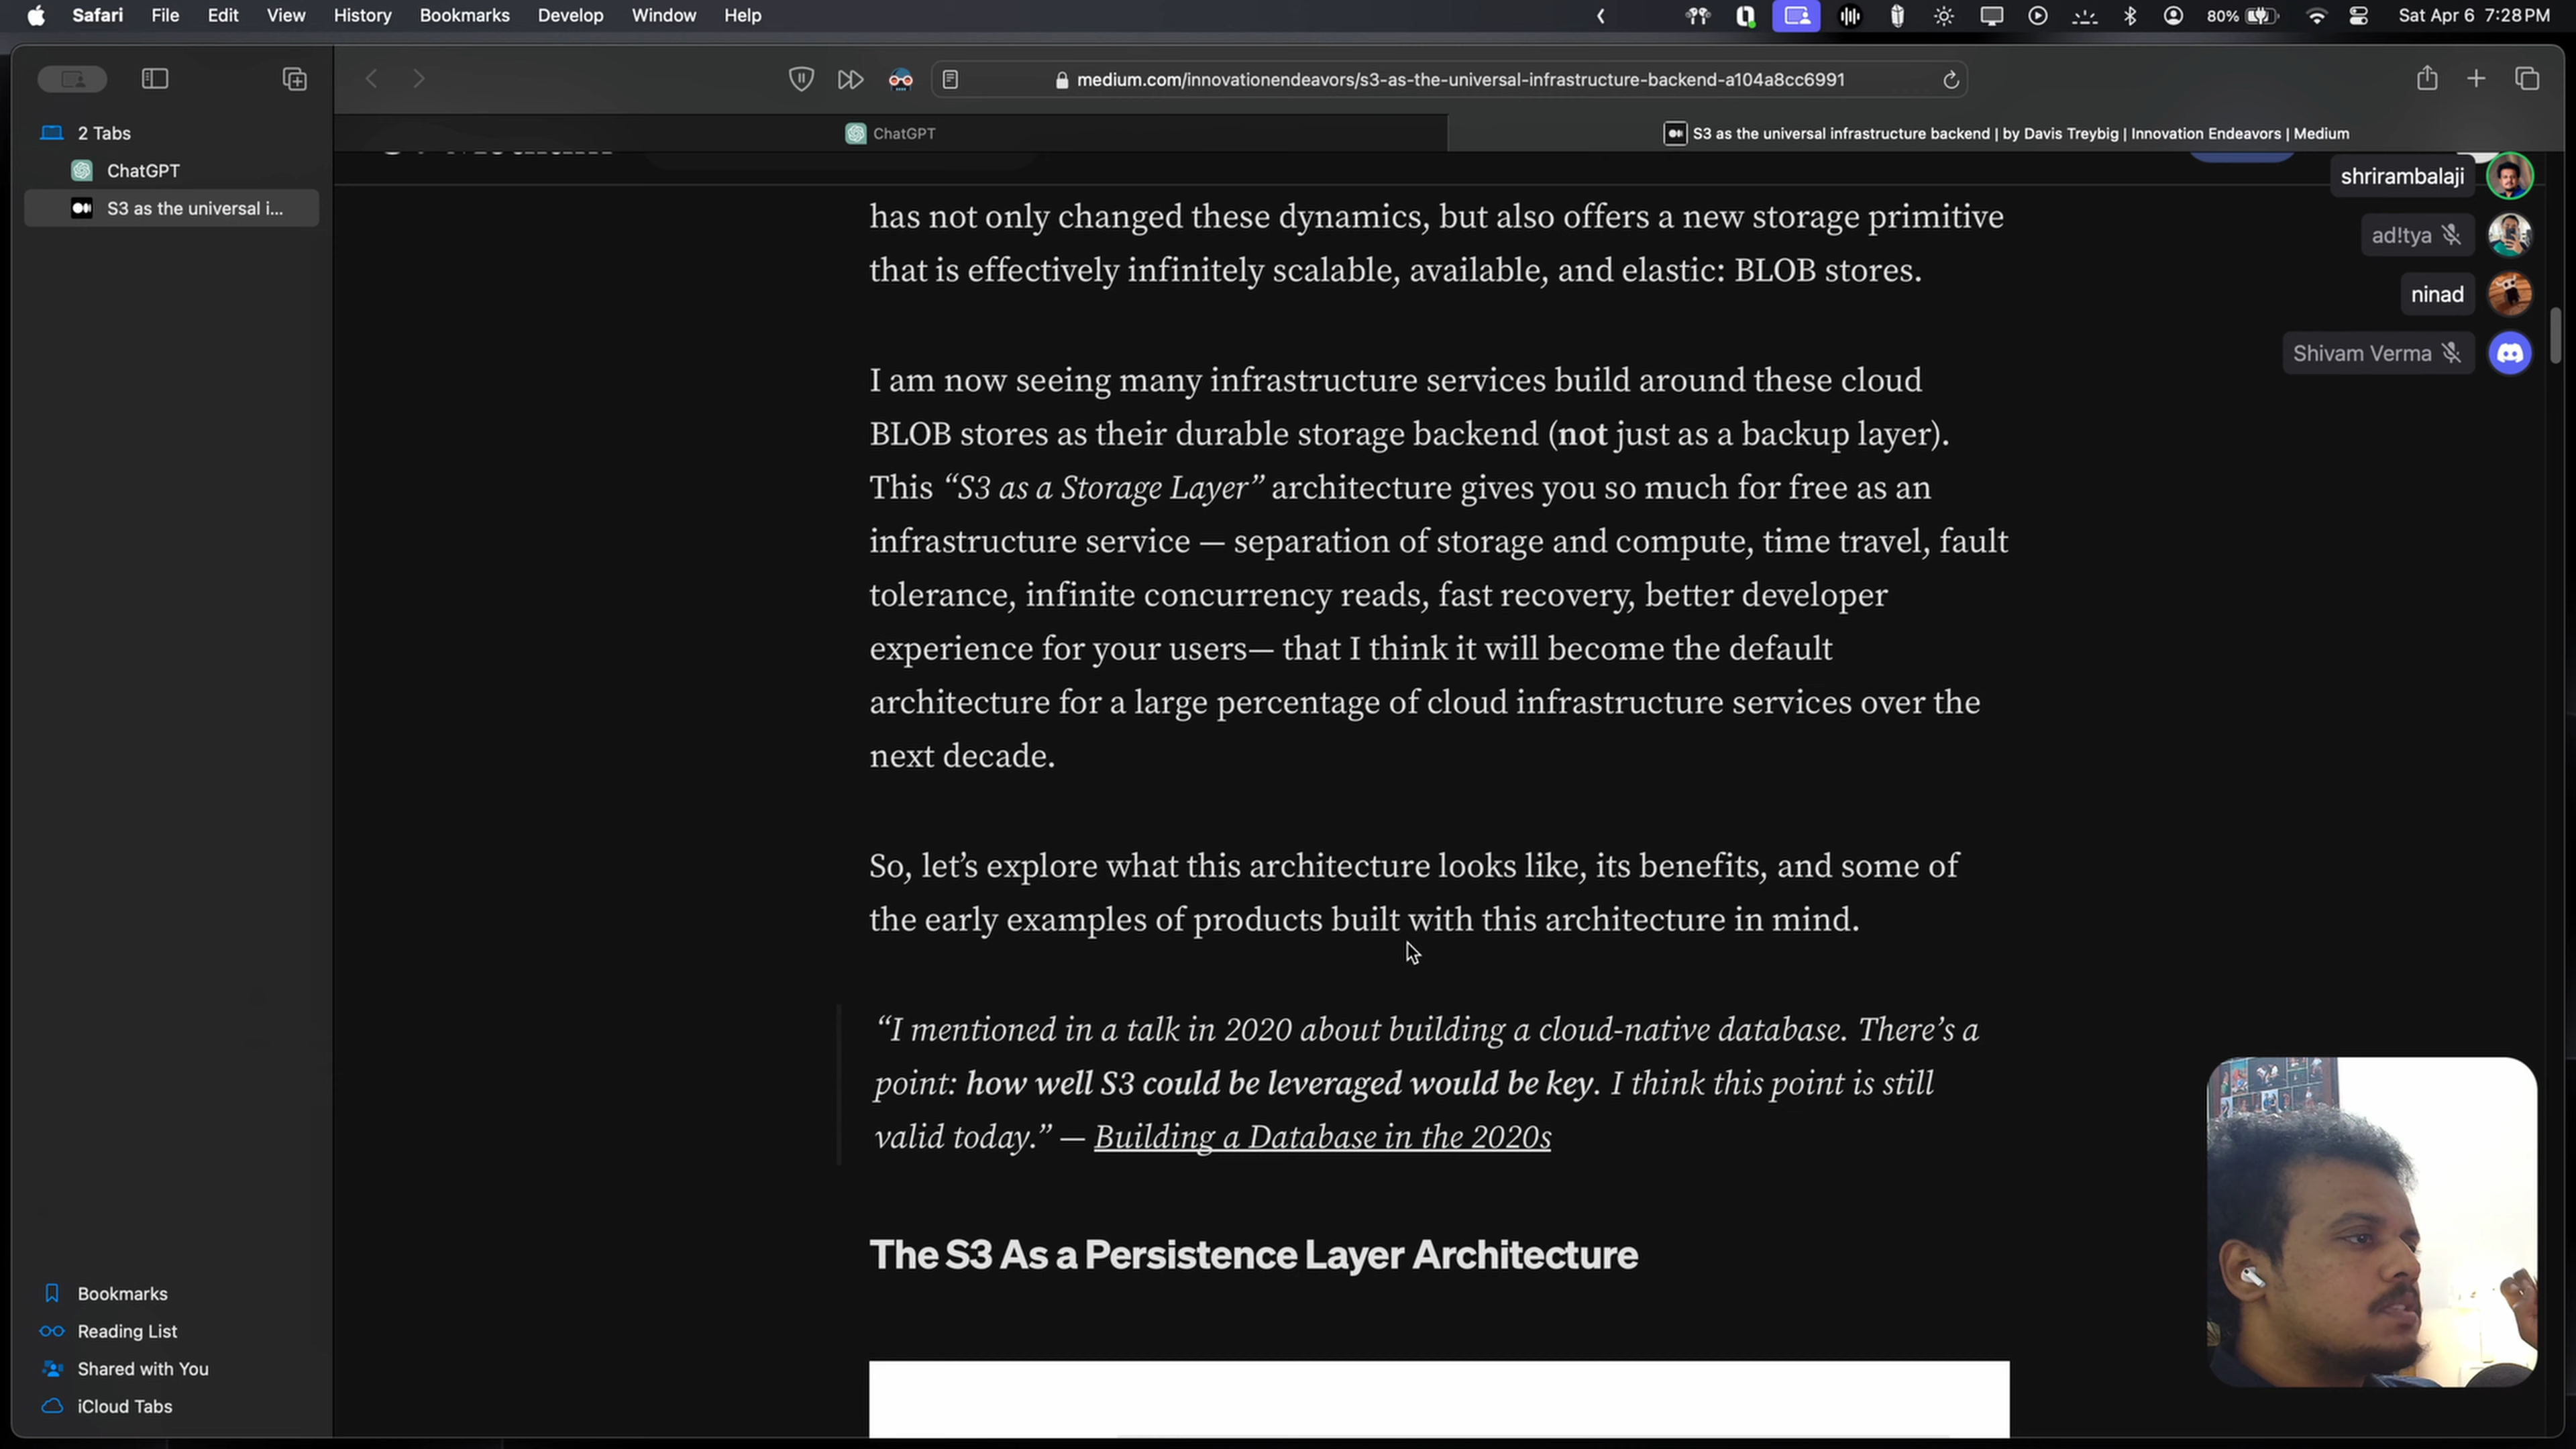 Safari File Edit View History Bookmarks Develop Window Help 80% Sat Apr 6 7:28 PM
medium.com/innovationendeavors/s3-as-the-universal-infrastructure-backend-a104a8cc6991
2 Tabs
ChatGPT
S3 as the universal i...
ChatGPT
S3 as the universal infrastructure backend | by Davis Treybig | Innovation Endeavors | Medium
has not only changed these dynamics, but also offers a new storage primitive
that is effectively infinitely scalable, available, and elastic: BLOB stores.
I am now seeing many infrastructure services build around these cloud
BLOB stores as their durable storage backend (not just as a backup layer).
This “S3 as a Storage Layer” architecture gives you so much for free as an
infrastructure service — separation of storage and compute, time travel, fault
tolerance, infinite concurrency reads, fast recovery, better developer
experience for your users— that I think it will become the default
architecture for a large percentage of cloud infrastructure services over the
next decade.
So, let’s explore what this architecture looks like, its benefits, and some of
the early examples of products built with this architecture in mind.
“I mentioned in a talk in 2020 about building a cloud-native database. There’s a
point: how well S3 could be leveraged would be key. I think this point is still
valid today.” — Building a Database in the 2020s
The S3 As a Persistence Layer Architecture
shrirambalaji
ad!tya
ninad
Shivam Verma
Bookmarks
Reading List
Shared with You
iCloud Tabs